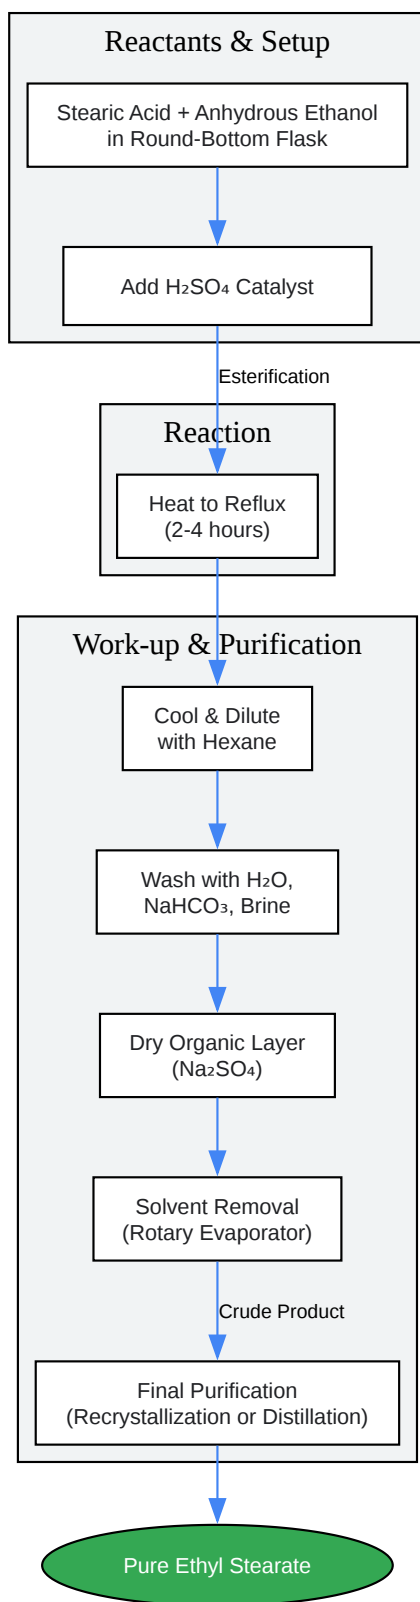 Reactants & Setup
Stearic Acid + Anhydrous Ethanol
in Round-Bottom Flask
Add H₂SO₄ Catalyst
Esterification
Reaction
Heat to Reflux
(2-4 hours)
Work-up & Purification
Cool & Dilute
with Hexane
Wash with H₂O,
NaHCO₃, Brine
Dry Organic Layer
(Na₂SO₄)
Solvent Removal
(Rotary Evaporator)
Crude Product
Final Purification
(Recrystallization or Distillation)
Pure Ethyl Stearate